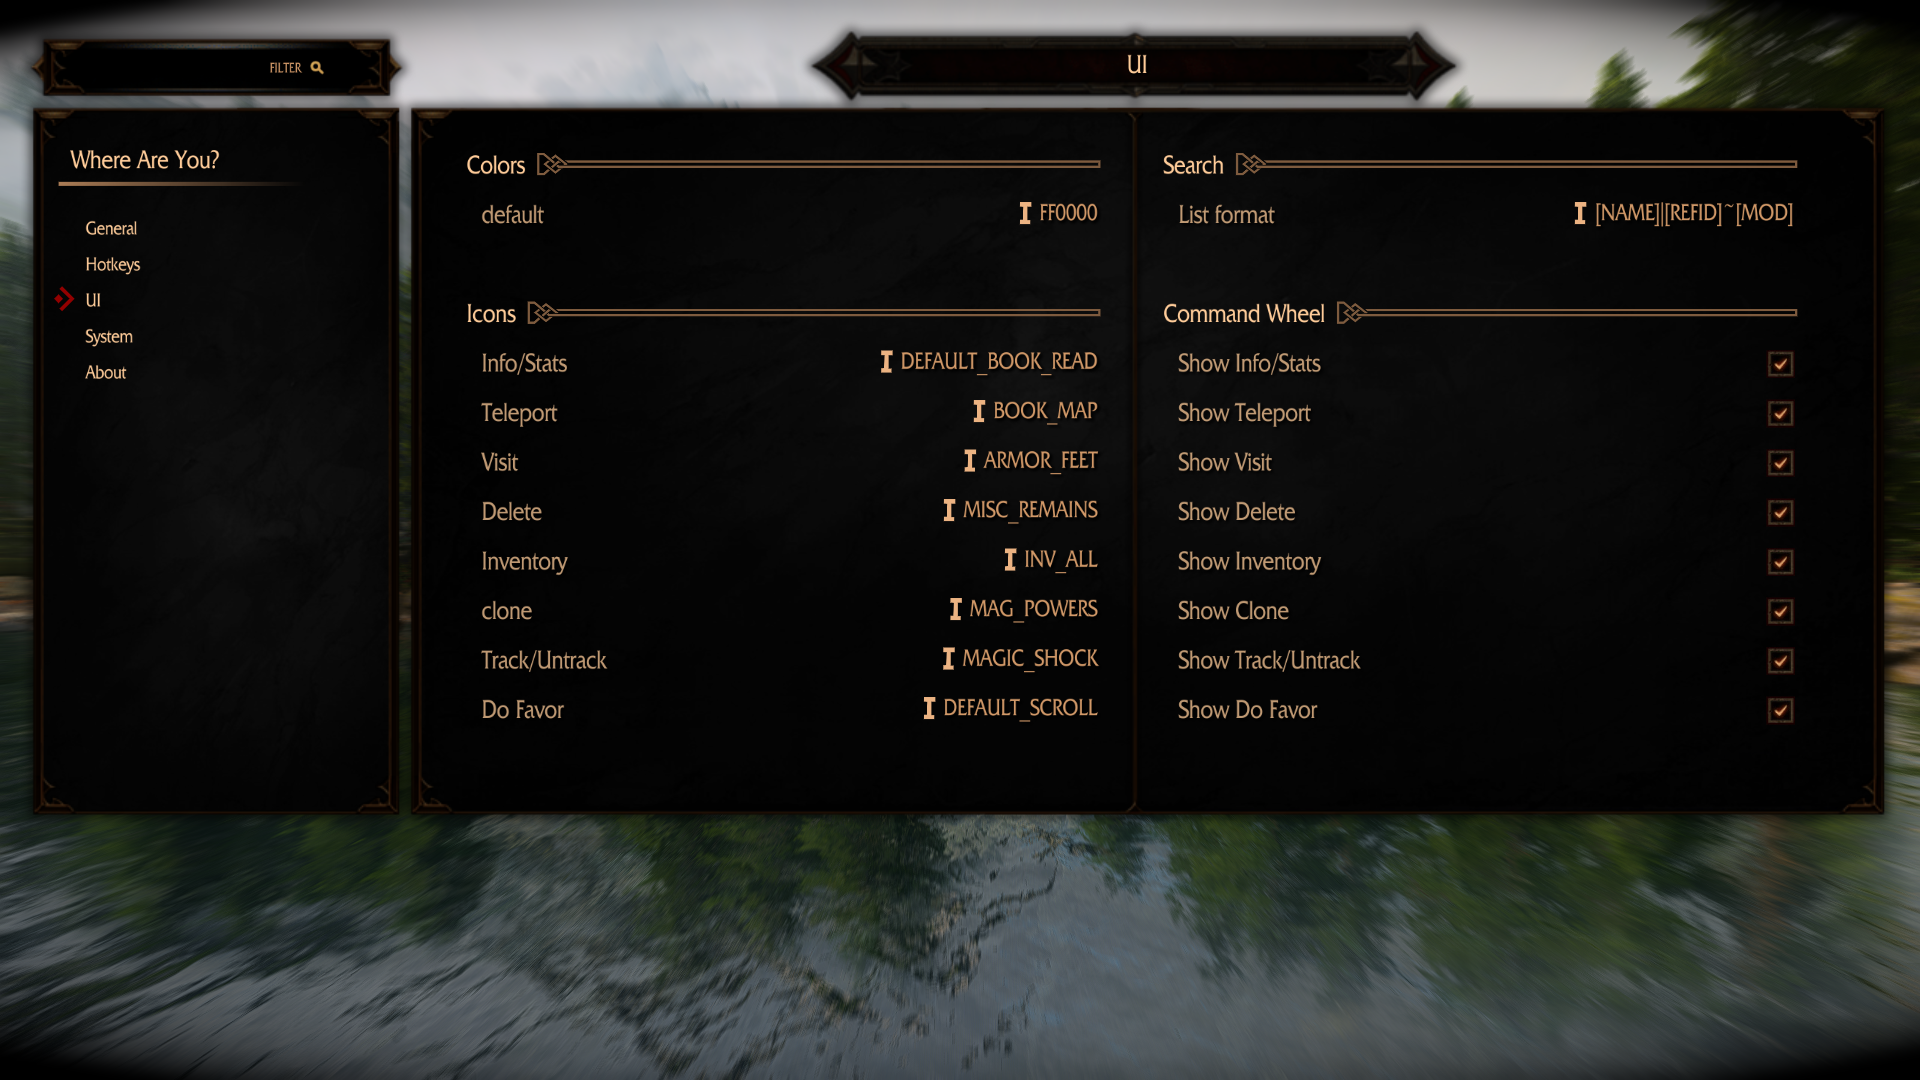 FILTER
UI
Where Are You?
General
Hotkeys
UI
System
About
Colors
default FF0000
Icons
Info/Stats DEFAULT_BOOK_READ
Teleport BOOK_MAP
Visit ARMOR_FEET
Delete MISC_REMAINS
Inventory INV_ALL
clone MAG_POWERS
Track/Untrack MAGIC_SHOCK
Do Favor DEFAULT_SCROLL
Search
List format [NAME]|[REFID]~[MOD]
Command Wheel
Show Info/Stats
Show Teleport
Show Visit
Show Delete
Show Inventory
Show Clone
Show Track/Untrack
Show Do Favor